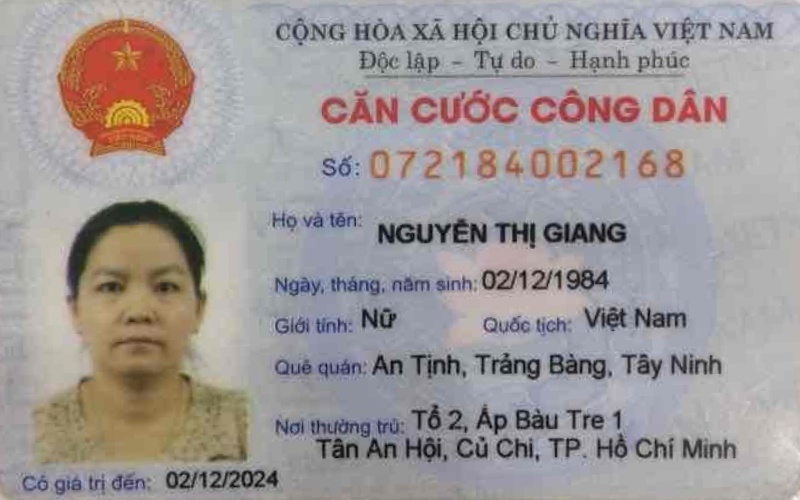 CỘNG HÒA XÃ HỘI CHỦ NGHĨA VIỆT NAM
Độc lập - Tự do - Hạnh phúc
CĂN CƯỚC CÔNG DÂN
Số: 072184002168
Họ và tên: NGUYỄN THỊ GIANG
Ngày, tháng, năm sinh: 02/12/1984
Giới tính: Nữ Quốc tịch: Việt Nam
Quê quán: An Tịnh, Trảng Bàng, Tây Ninh
Nơi thường trú: Tổ 2, Ấp Bàu Tre 1
Tân An Hội, Củ Chi, TP. Hồ Chí Minh
Có giá trị đến: 02/12/2024